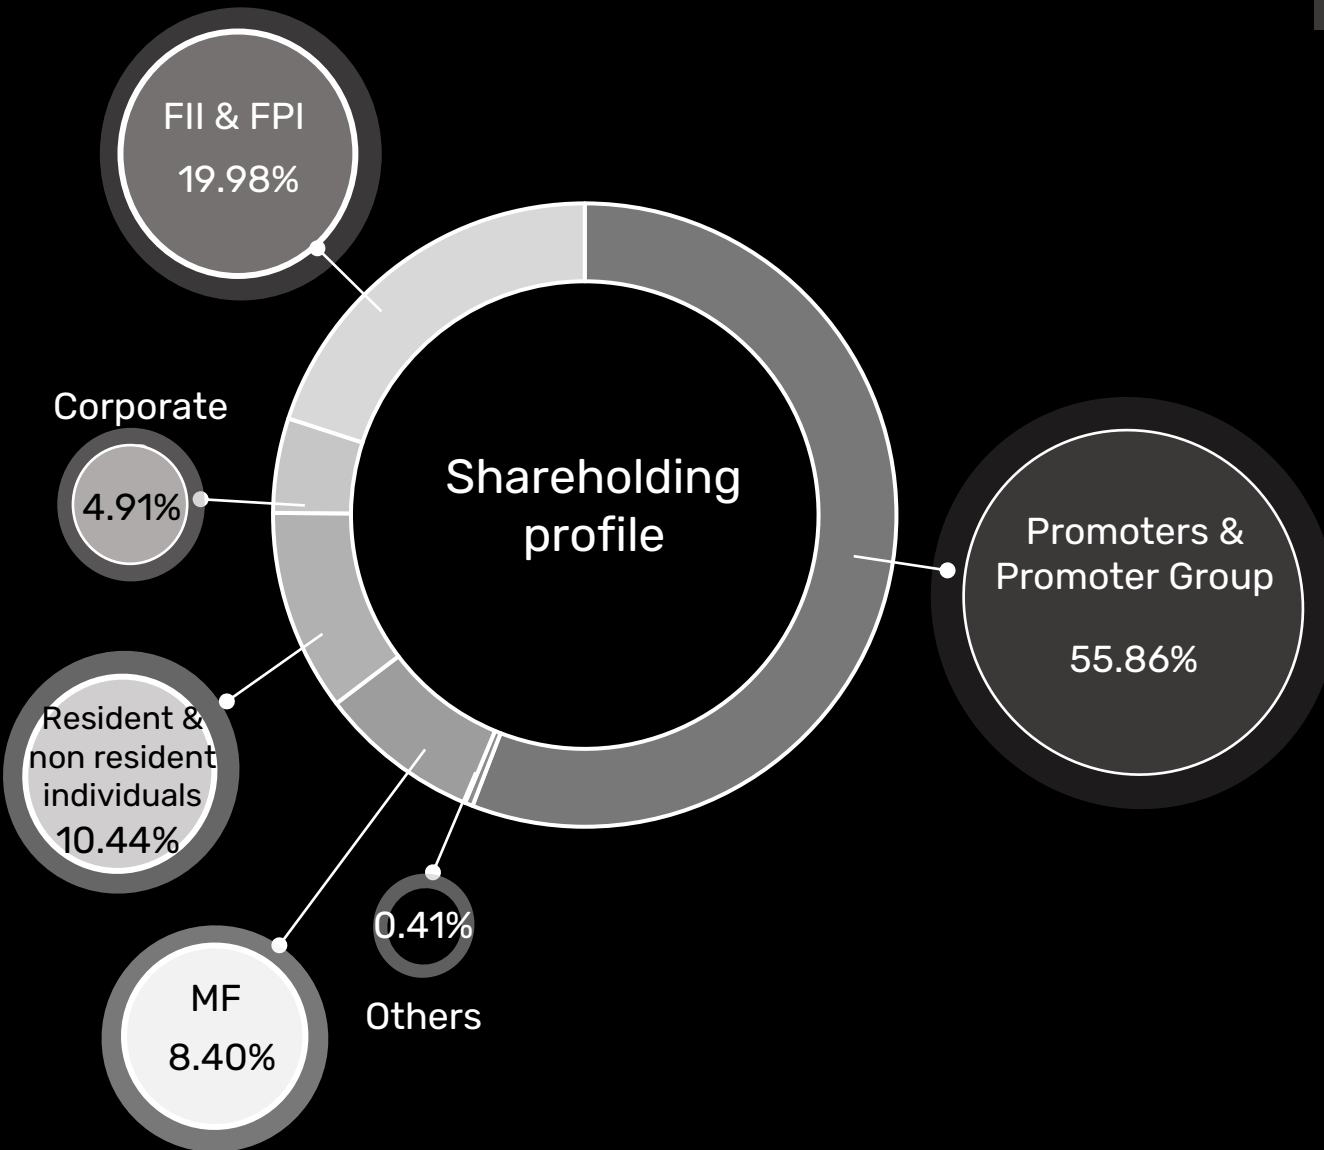 FII & FPI
19.98%
Corporate
4.91%
Shareholding
profile
Promoters &
Promoter Group
55.86%
Resident &
non resident
individuals
10.44%
0.41%
Others
MF
8.40%